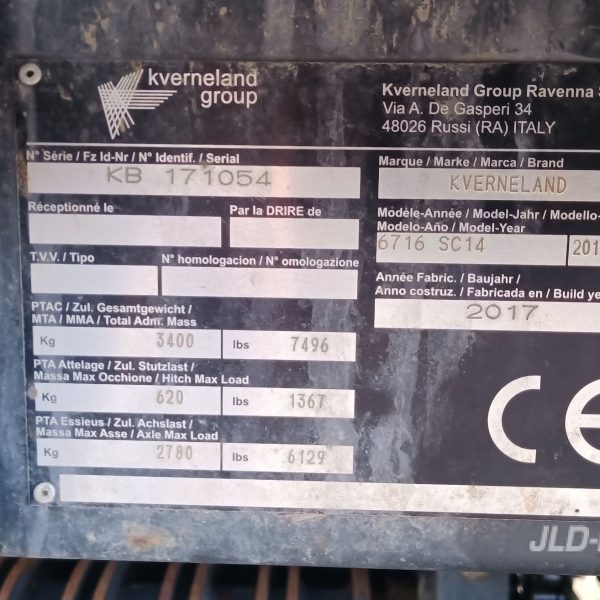 kverneland
group
Kverneland Group Ravenna
Via A. De Gasperi 34
48026 Russi (RA) ITALY
N° Série / Fz Id-Nr / N° Identif. / Serial
KB 171054
Marque / Marke / Marca / Brand
KVERNELAND
Réceptionné le
Par la DRIRE de
Modèle-Année / Model-Jahr / Modello-
Modelo-Año / Model-Year
6716 SC14
201
T.V.V. / Tipo
N° homologacion / N° omologazione
Année Fabric. / Baujahr /
Anno costruz. / Fabricada en / Build ye
2017
PTAC / Zul. Gesamtgewicht /
MTA / MMA / Total Adm. Mass
Kg 3400 lbs 7496
PTA Attelage / Zul. Stutzlast /
Massa Max Occhione / Hitch Max Load
Kg 620 lbs 1367
PTA Essieus / Zul. Achslast /
Massa Max Asse / Axle Max Load
Kg 2780 lbs 6129
CE
JLD-